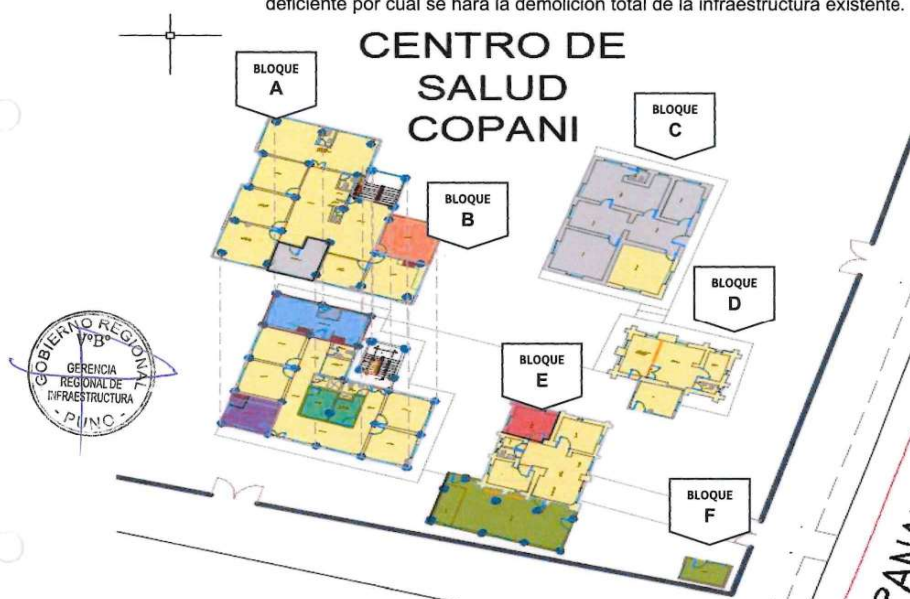 deficiente por cual se hará la demolición total de la infraestructura existente.
CENTRO DE
SALUD
COPANI
BLOQUE
A
BLOQUE
B
BLOQUE
C
BLOQUE
D
BLOQUE
E
BLOQUE
F
GOBIERNO REGIONAL
VºBº
GERENCIA
REGIONAL DE
INFRAESTRUCTURA
- PUNO -